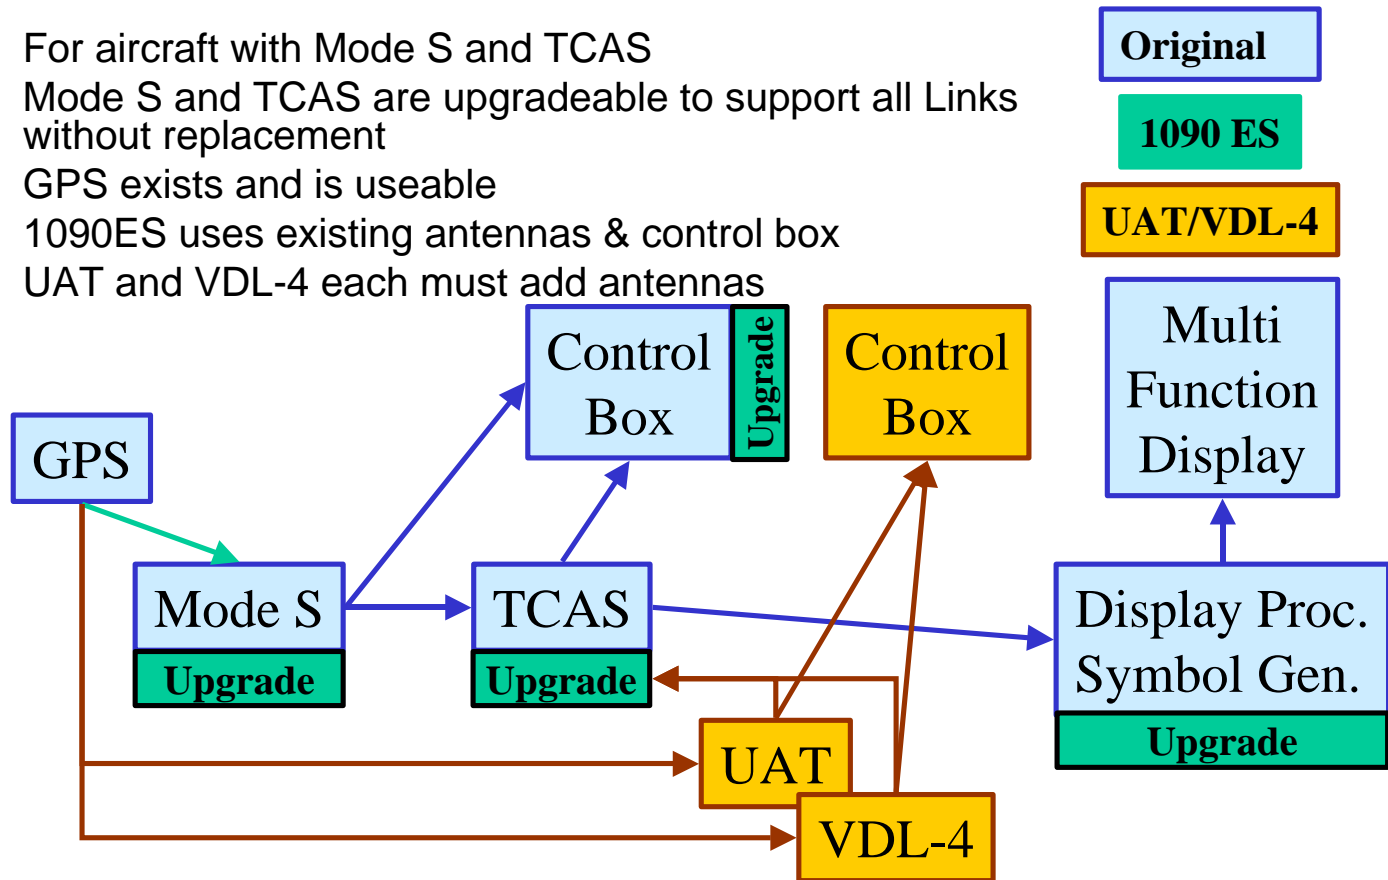 For aircraft with Mode S and TCAS
Mode S and TCAS are upgradeable to support all Links
without replacement
GPS exists and is useable
1090ES uses existing antennas & control box
UAT and VDL-4 each must add antennas
Original
1090 ES
UAT/VDL-4
Control
Box
Upgrade
Control
Box
Multi
Function
Display
GPS
Mode S
Upgrade
TCAS
Upgrade
Display Proc.
Symbol Gen.
Upgrade
UAT
VDL-4